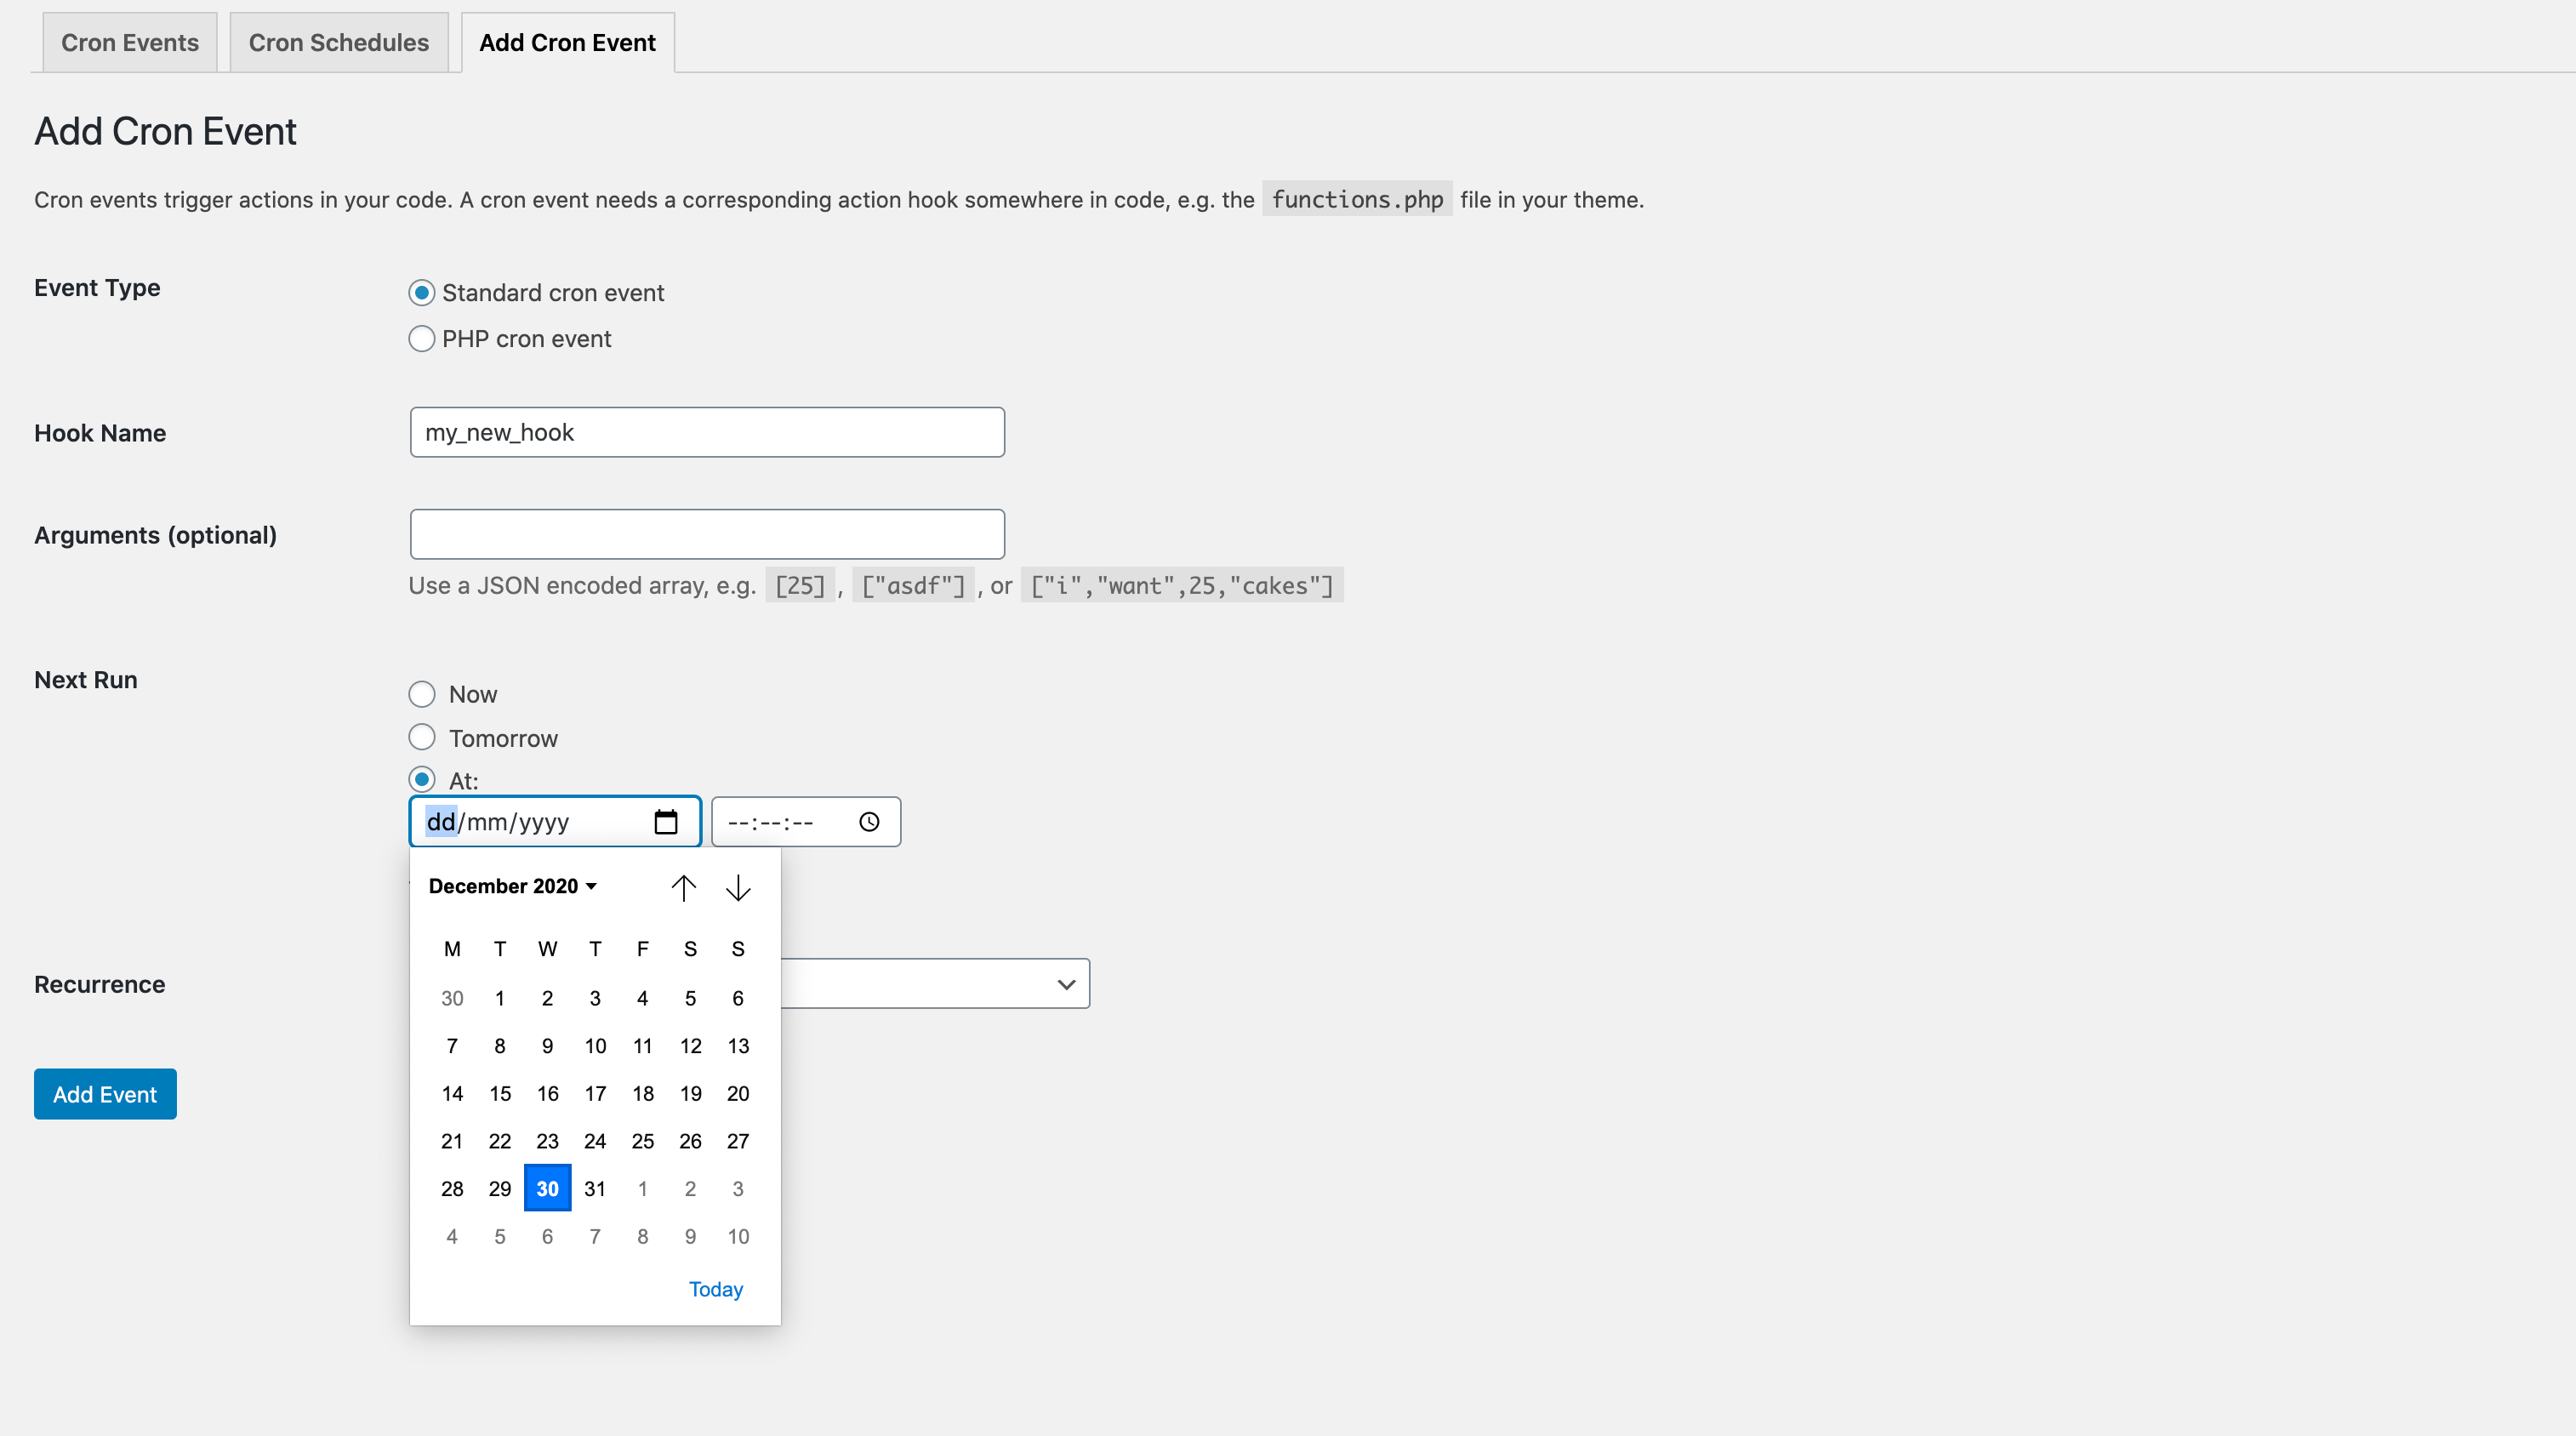 Cron Events Cron Schedules Add Cron Event
Add Cron Event
Cron events trigger actions in your code. A cron event needs a corresponding action hook somewhere in code, e.g. the functions.php file in your theme.
Event Type
Standard cron event
PHP cron event
Hook Name
my_new_hook
Arguments (optional)
Use a JSON encoded array, e.g. [25], ["asdf"], or ["i","want",25,"cakes"]
Next Run
Now
Tomorrow
At:
dd/mm/yyyy --:--:--
December 2020
M T W T F S S
30 1 2 3 4 5 6
7 8 9 10 11 12 13
14 15 16 17 18 19 20
21 22 23 24 25 26 27
28 29 30 31 1 2 3
4 5 6 7 8 9 10
Today
Recurrence
Add Event